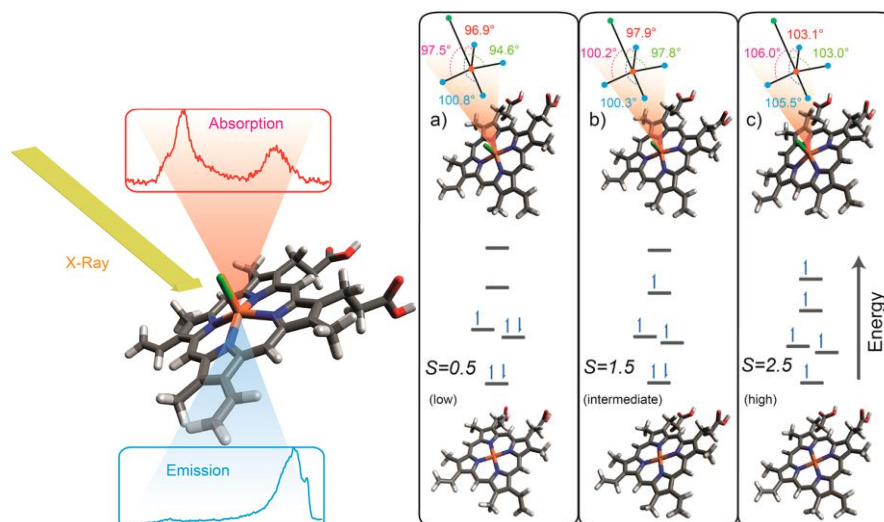 Absorption
X-Ray
Emission
96.9°
97.5°
94.6°
100.8°
a)
S=0.5
(low)
97.9°
100.2°
97.8°
100.3°
b)
S=1.5
(intermediate)
103.1°
106.0°
103.0°
105.5°
c)
S=2.5
(high)
Energy